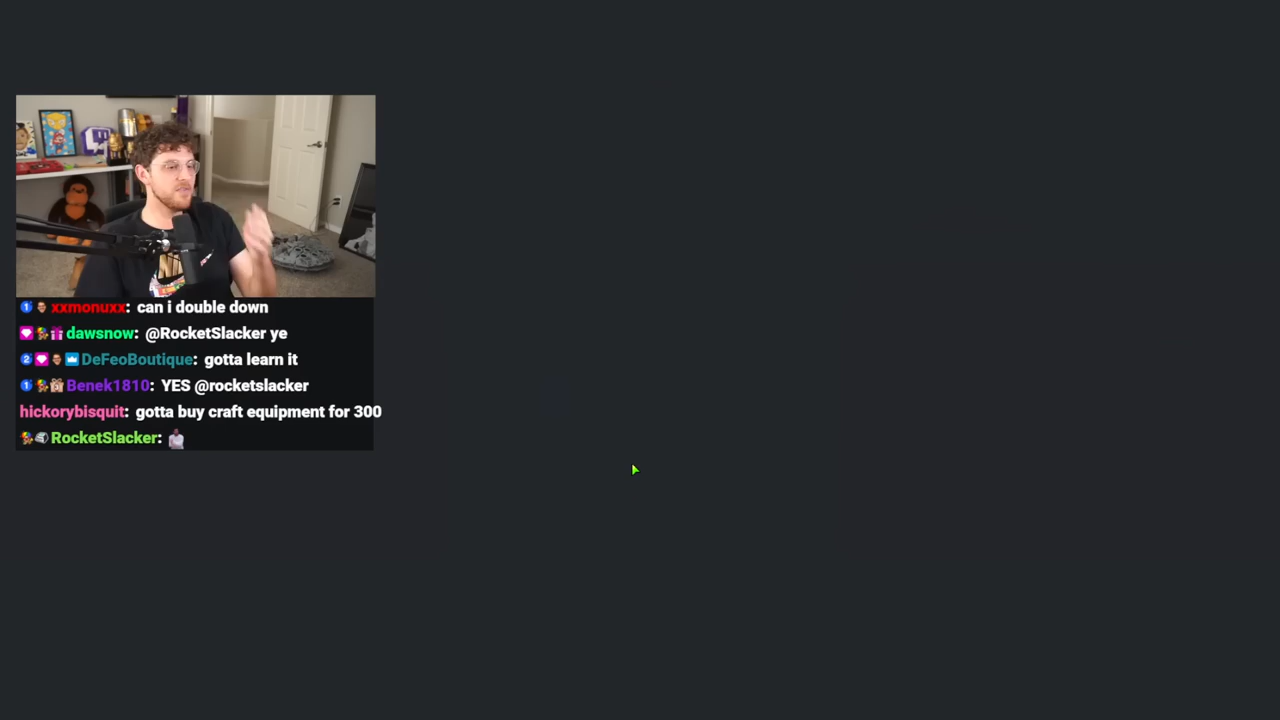 xxmonuxx: can i double down
dawsnow: @RocketSlacker ye
DeFeoBoutique: gotta learn it
Benek1810: YES @rocketslacker
hickorybisquit: gotta buy craft equipment for 300
RocketSlacker: